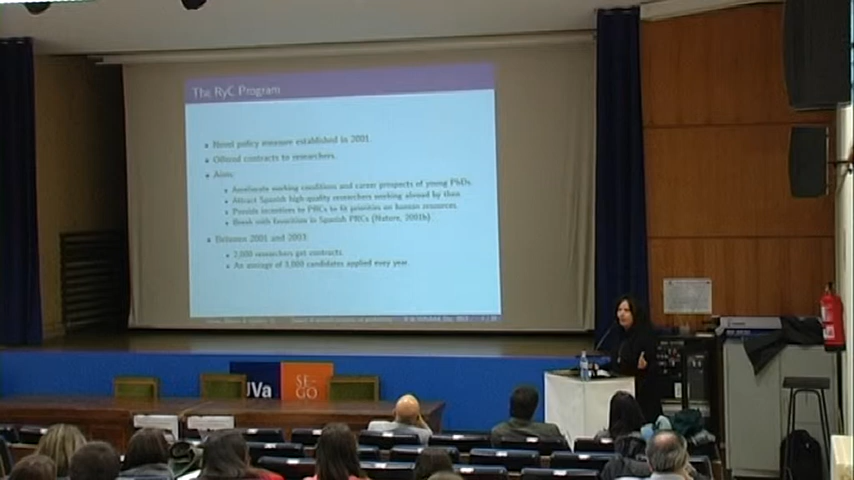 The RyC Program
Novel policy measure established in 2001.
Offered contracts to researchers.
Aims:
Ameliorate working conditions and career prospects of young PhDs.
Attract Spanish high-quality researchers working abroad by then.
Provide incentives to PRCs to fit priorities on human resources.
Break with favoritism in Spanish PRCs (Nature, 2001b).
Between 2001 and 2003:
2,000 researchers got contracts.
An average of 3,000 candidates applied every year.
UVa
SE-
GO